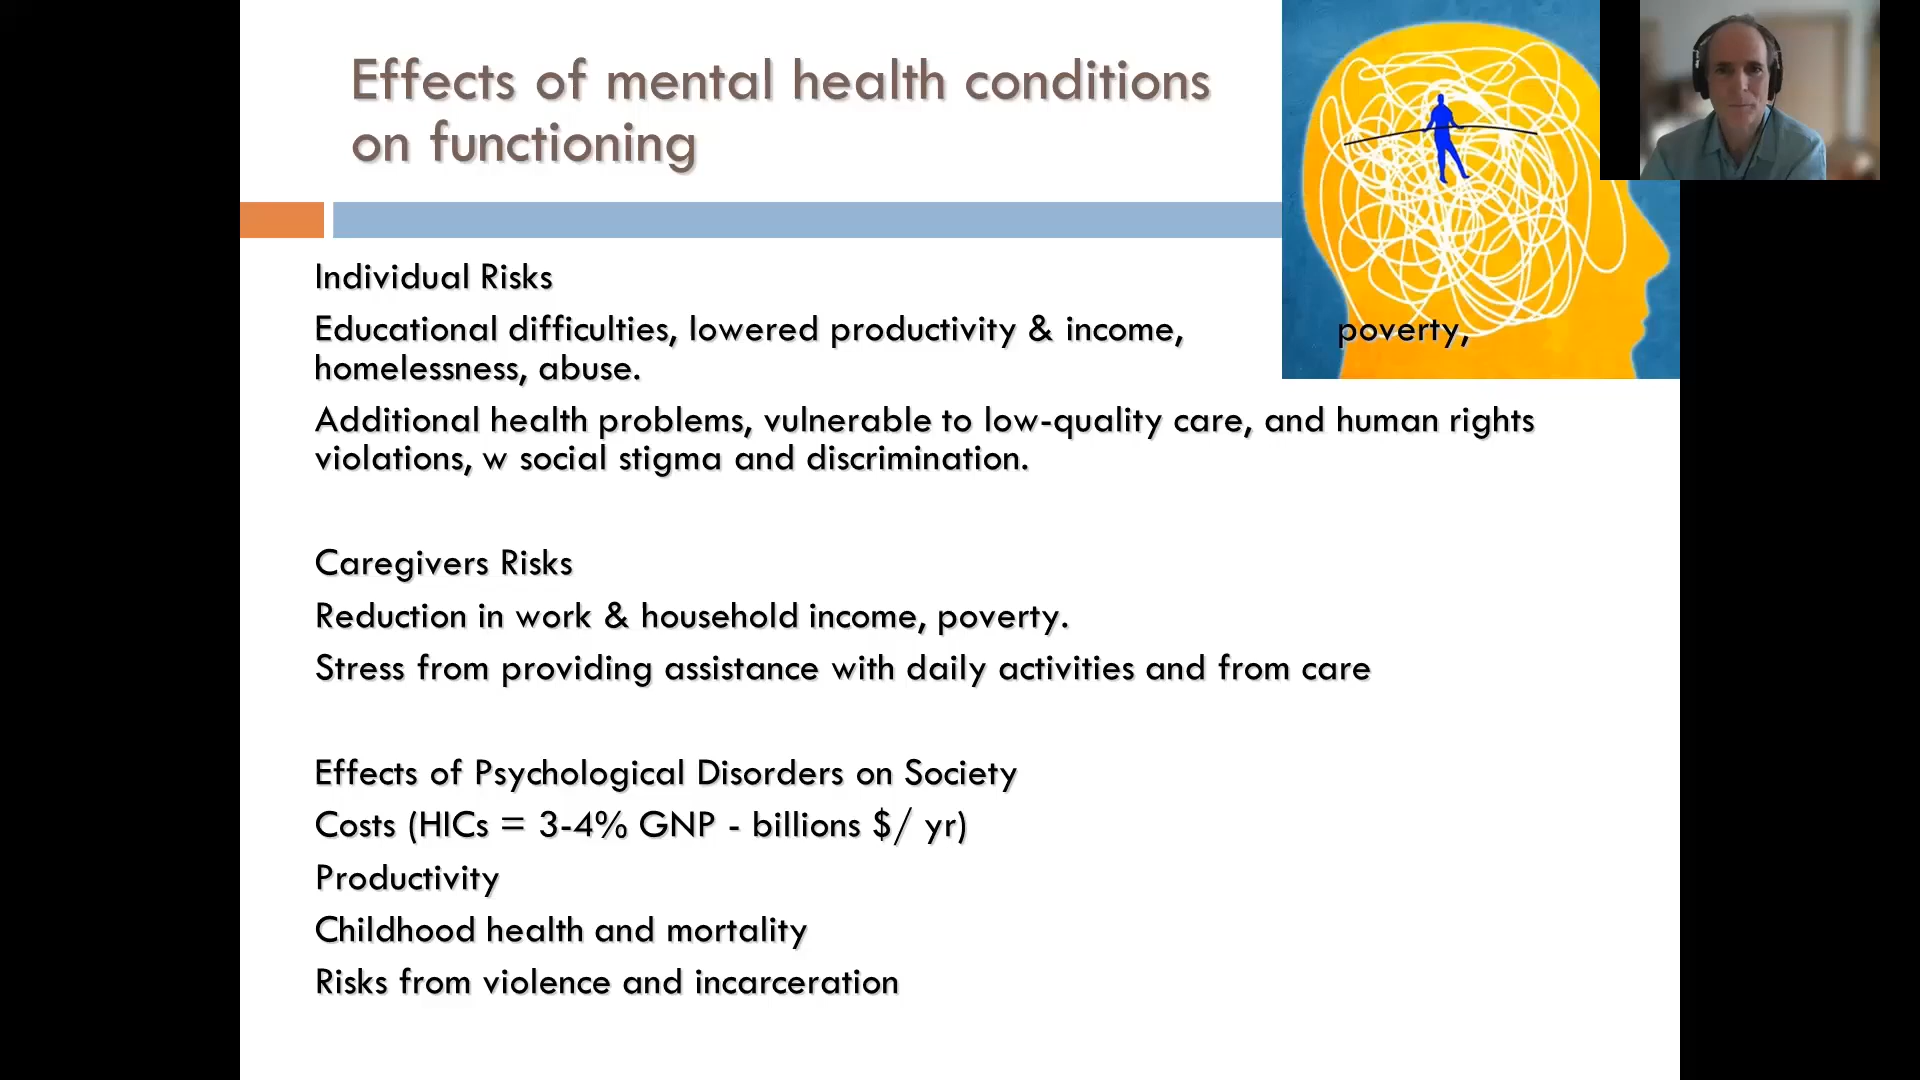 Effects of mental health conditions
on functioning
Individual Risks
Educational difficulties, lowered productivity & income, poverty,
homelessness, abuse.
Additional health problems, vulnerable to low-quality care, and human rights
violations, w social stigma and discrimination.
Caregivers Risks
Reduction in work & household income, poverty.
Stress from providing assistance with daily activities and from care
Effects of Psychological Disorders on Society
Costs (HICs = 3-4% GNP - billions $/ yr)
Productivity
Childhood health and mortality
Risks from violence and incarceration